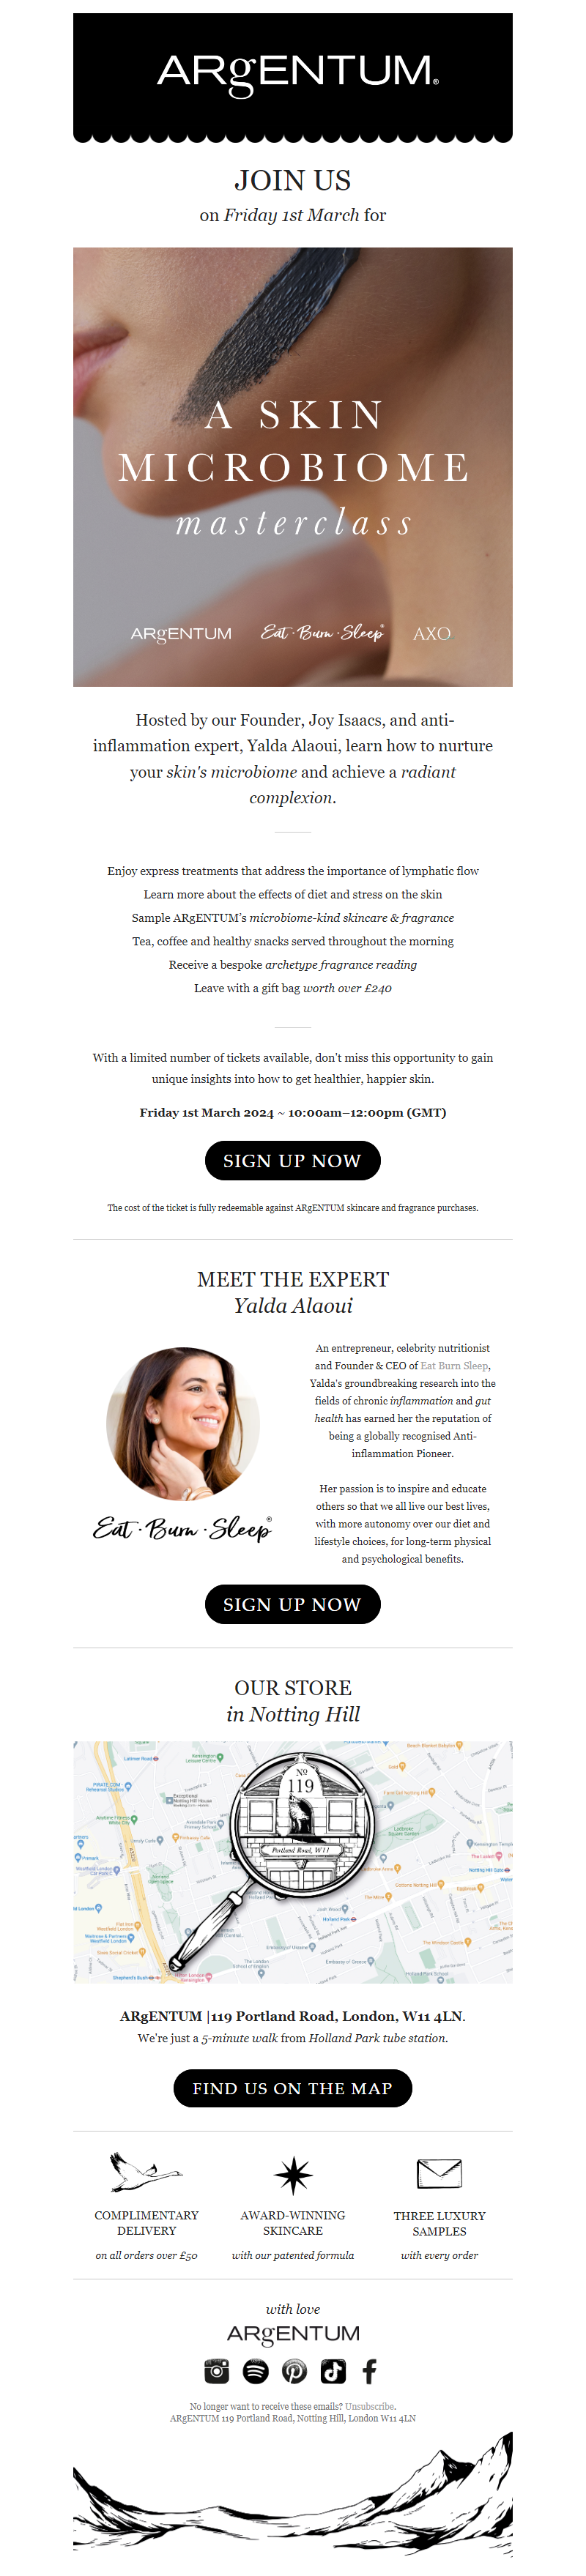 ARgENTUM®
JOIN US
on Friday 1st March for
A SKIN
MICROBIOME
masterclass
ARgENTUM
Eat · Burn · Sleep®
AXO
Hosted by our Founder, Joy Isaacs, and anti-
inflammation expert, Yalda Alaoui, learn how to nurture
your skin's microbiome and achieve a radiant
complexion.
Enjoy express treatments that address the importance of lymphatic flow
Learn more about the effects of diet and stress on the skin
Sample ARgENTUM's microbiome-kind skincare & fragrance
Tea, coffee and healthy snacks served throughout the morning
Receive a bespoke archetype fragrance reading
Leave with a gift bag worth over £240
With a limited number of tickets available, don't miss this opportunity to gain
unique insights into how to get healthier, happier skin.
Friday 1st March 2024 ~ 10:00am–12:00pm (GMT)
SIGN UP NOW
The cost of the ticket is fully redeemable against ARgENTUM skincare and fragrance purchases.
MEET THE EXPERT
Yalda Alaoui
An entrepreneur, celebrity nutritionist
and Founder & CEO of Eat Burn Sleep,
Yalda's groundbreaking research into the
fields of chronic inflammation and gut
health has earned her the reputation of
being a globally recognised Anti-
inflammation Pioneer.
Her passion is to inspire and educate
others so that we all live our best lives,
with more autonomy over our diet and
lifestyle choices, for long-term physical
and psychological benefits.
Eat · Burn · Sleep®
SIGN UP NOW
OUR STORE
in Notting Hill
Nº
119
Portland Road, W11
Holland Park
The London
School of
Embassy of Greece
Notting Hill Gate
The Mitre
ARgENTUM |119 Portland Road, London, W11 4LN.
We're just a 5-minute walk from Holland Park tube station.
FIND US ON THE MAP
COMPLIMENTARY
DELIVERY
on all orders over £50
AWARD-WINNING
SKINCARE
with our patented formula
THREE LUXURY
SAMPLES
with every order
with love
ARgENTUM
No longer want to receive these emails? Unsubscribe.
ARgENTUM 119 Portland Road, Notting Hill, London W11 4LN